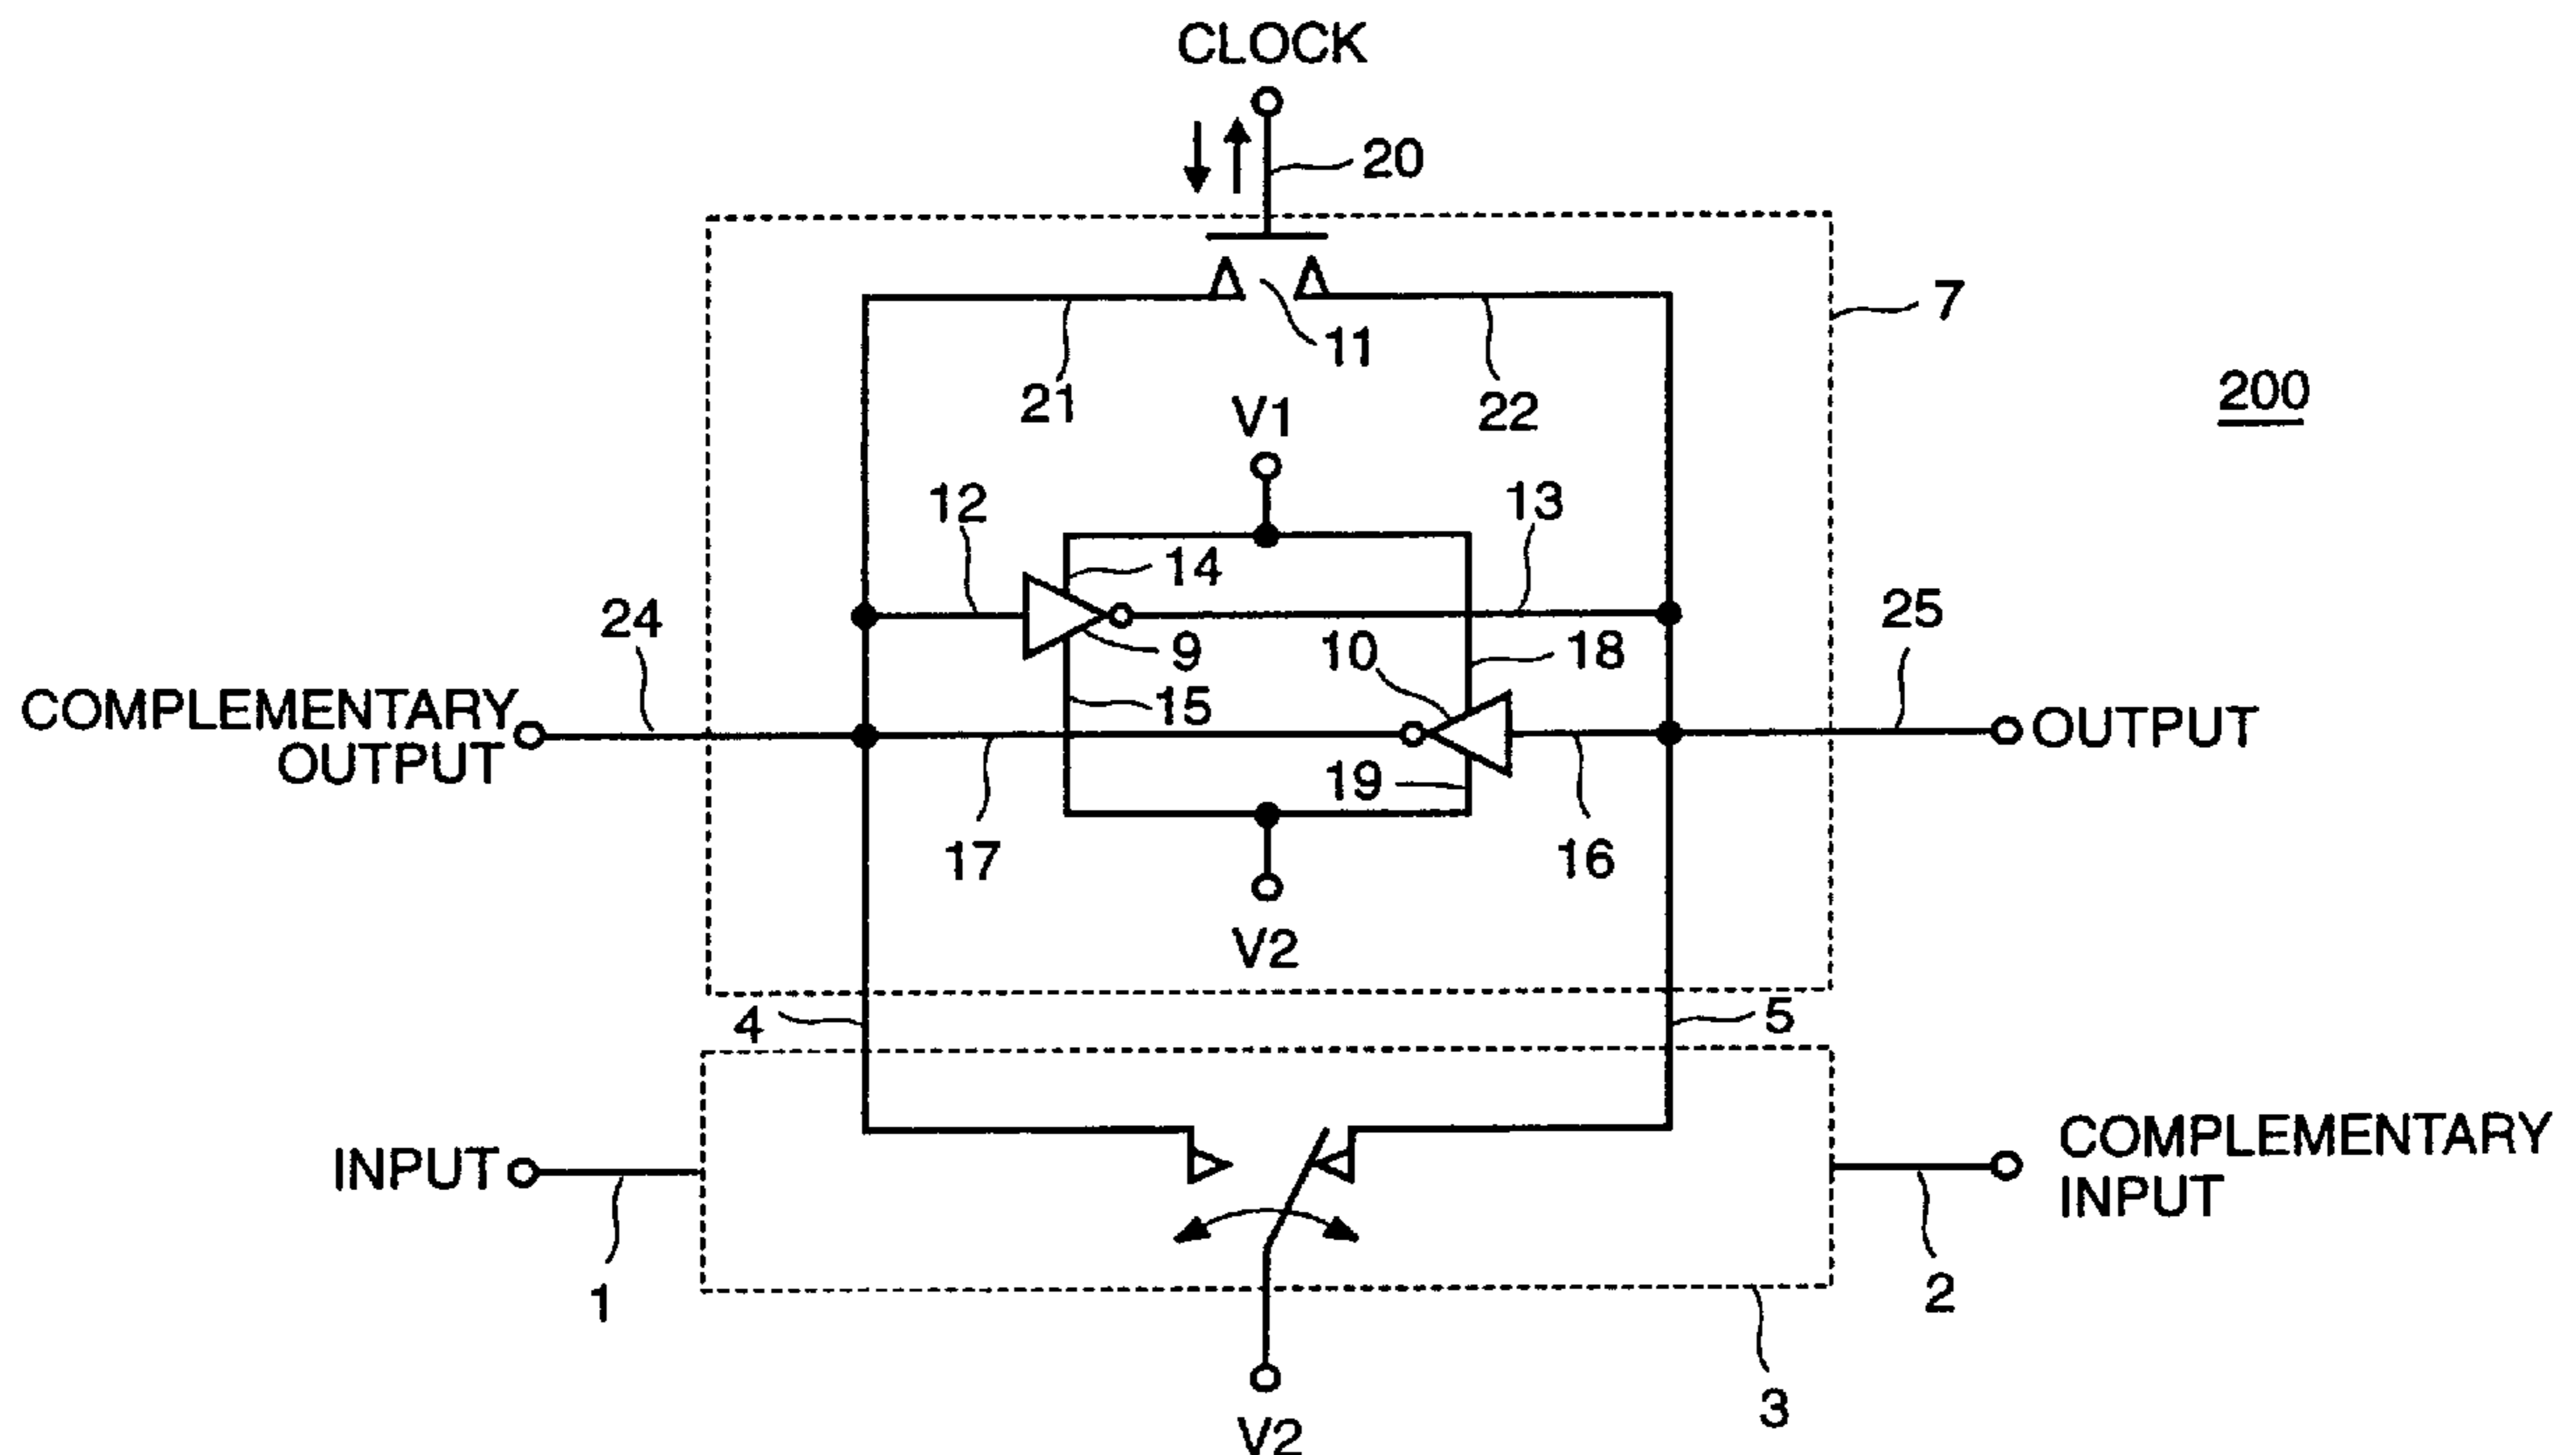 CLOCK
20
7
11
21
22
200
V1
12
13
14
24
25
9
10
18
COMPLEMENTARY
OUTPUT
15
OUTPUT
19
17
16
V2
4
5
INPUT
COMPLEMENTARY
INPUT
1
2
3
V2